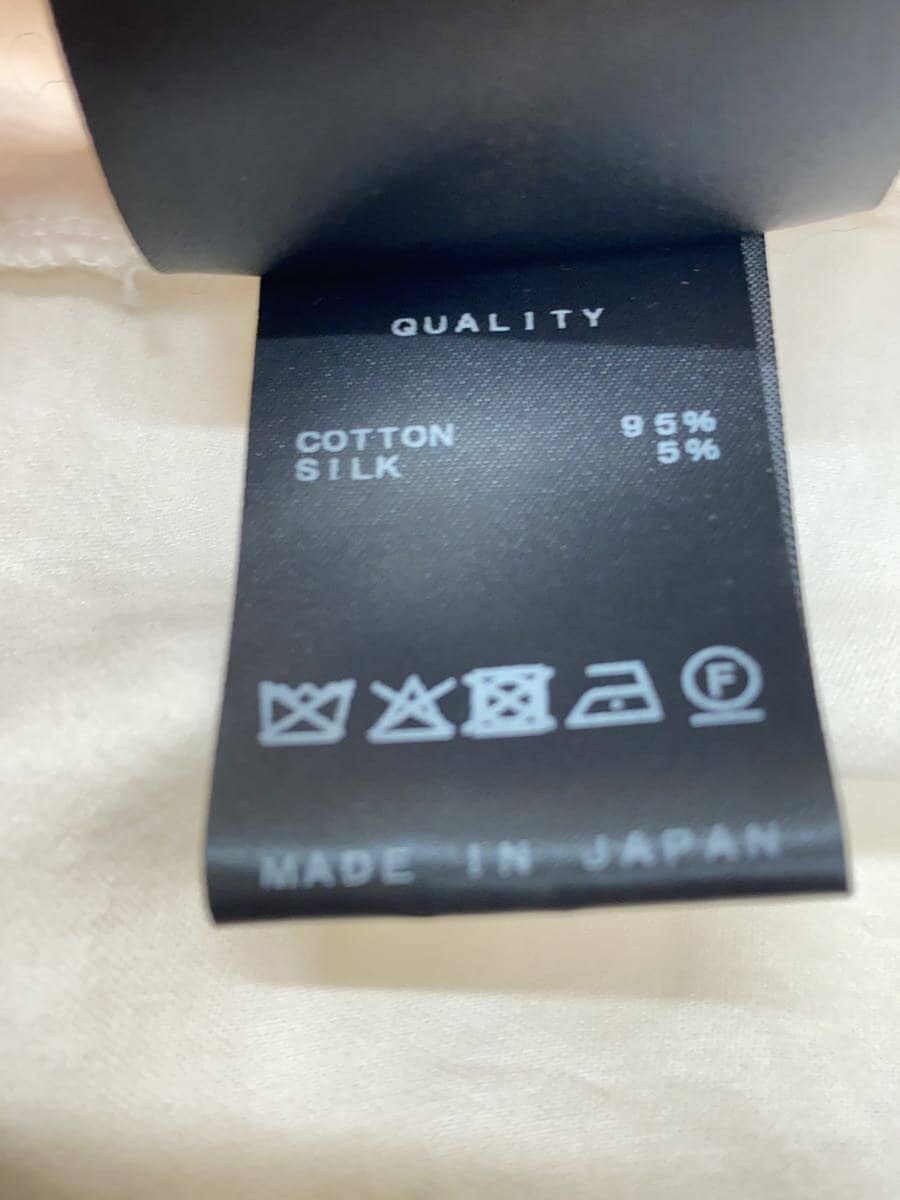 QUALITY
COTTON 95%
SILK 5%
F
MADE IN JAPAN